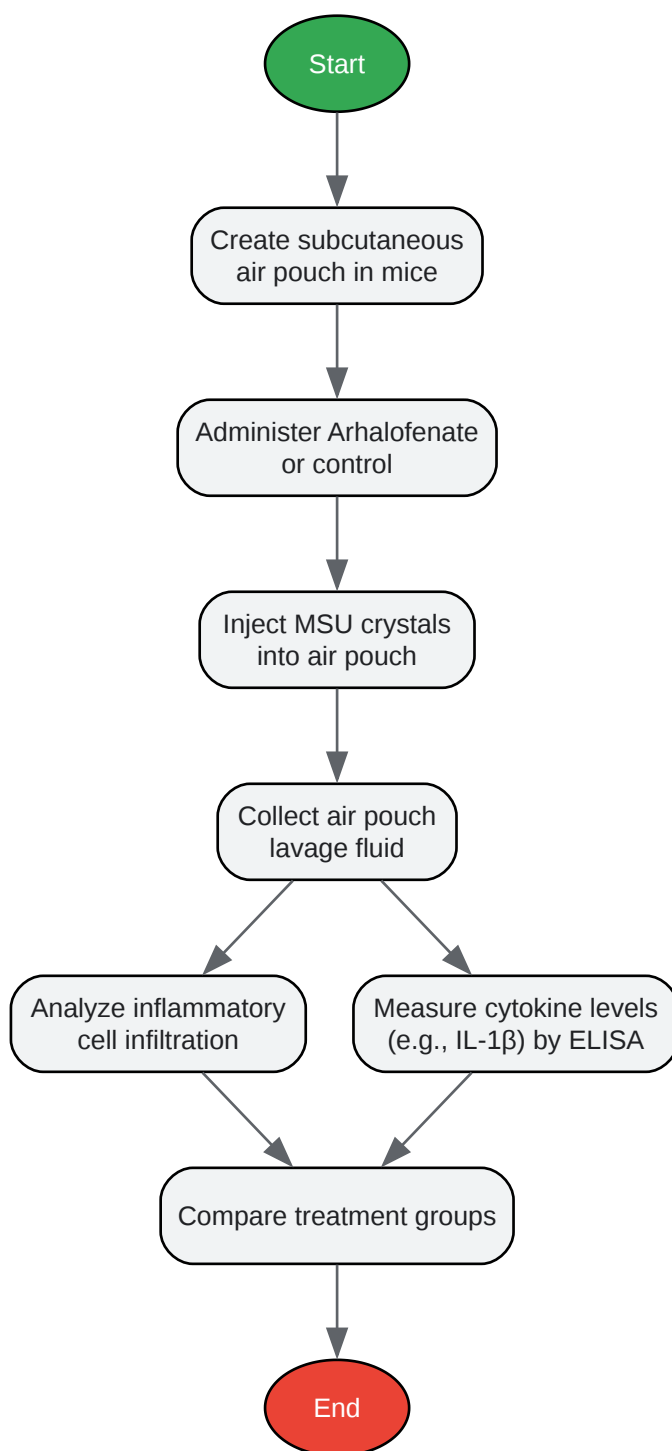 Start
Create subcutaneous
air pouch in mice
Administer Arhalofenate
or control
Inject MSU crystals
into air pouch
Collect air pouch
lavage fluid
Analyze inflammatory
cell infiltration
Measure cytokine levels
(e.g., IL-1β) by ELISA
Compare treatment groups
End